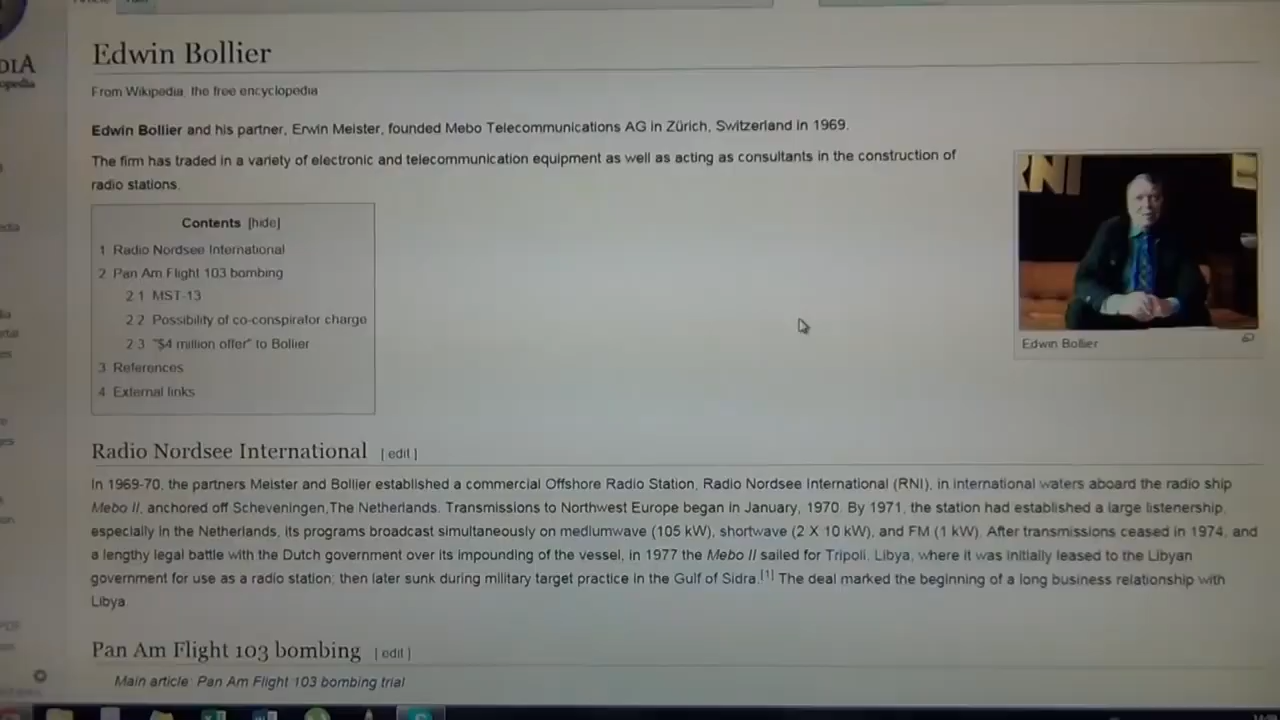 Edwin Bollier
From Wikipedia, the free encyclopedia
Edwin Bollier and his partner, Erwin Meister, founded Mebo Telecommunications AG in Zürich, Switzerland in 1969.
The firm has traded in a variety of electronic and telecommunication equipment as well as acting as consultants in the construction of
radio stations.
Contents [hide]
1 Radio Nordsee International
2 Pan Am Flight 103 bombing
2.1 MST-13
2.2 Possibility of co-conspirator charge
2.3 "$4 million offer" to Bollier
3 References
4 External links
RNI
Edwin Bollier
Radio Nordsee International [edit]
In 1969-70, the partners Meister and Bollier established a commercial Offshore Radio Station, Radio Nordsee International (RNI), in international waters aboard the radio ship
Mebo II, anchored off Scheveningen,The Netherlands. Transmissions to Northwest Europe began in January, 1970. By 1971, the station had established a large listenership,
especially in the Netherlands, its programs broadcast simultaneously on mediumwave (105 kW), shortwave (2 X 10 kW), and FM (1 kW). After transmissions ceased in 1974, and
a lengthy legal battle with the Dutch government over its impounding of the vessel, in 1977 the Mebo II sailed for Tripoli, Libya, where it was initially leased to the Libyan
government for use as a radio station; then later sunk during military target practice in the Gulf of Sidra.[1] The deal marked the beginning of a long business relationship with
Libya.
Pan Am Flight 103 bombing [edit]
Main article: Pan Am Flight 103 bombing trial